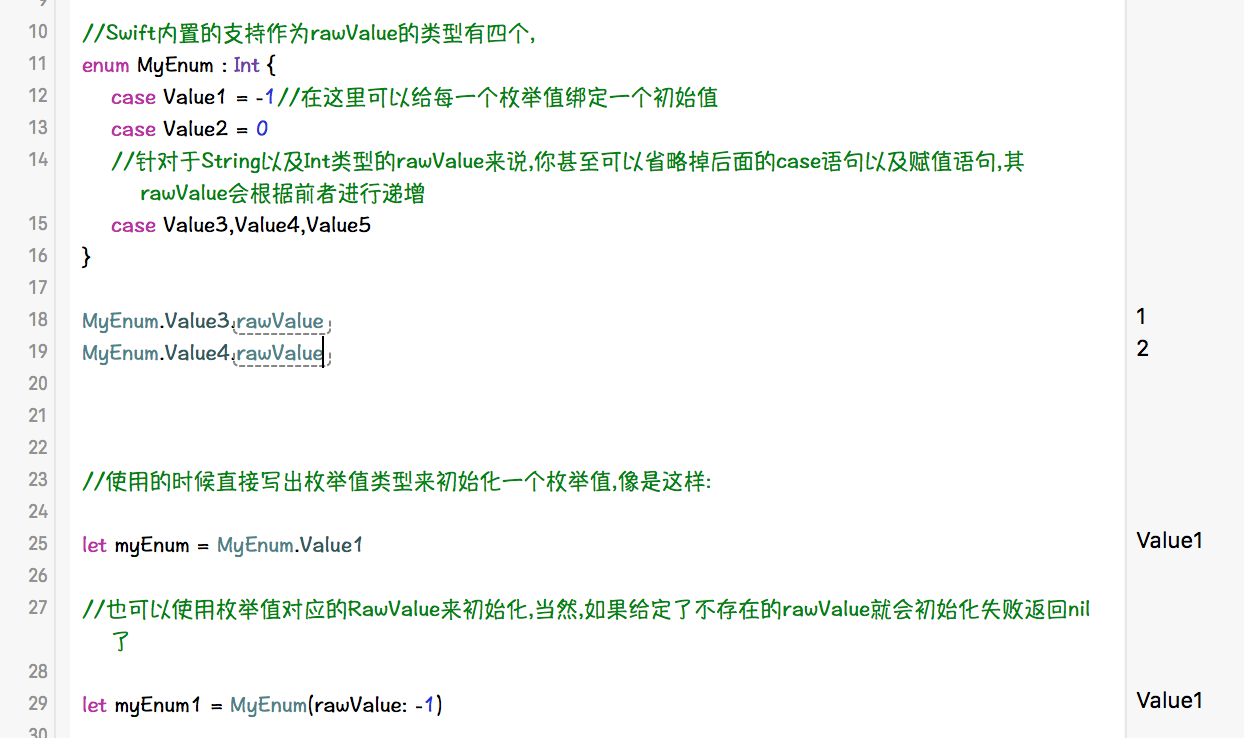 9
10 //Swift内置的支持作为rawValue的类型有四个,
11 enum MyEnum : Int {
12 case Value1 = -1//在这里可以给每一个枚举值绑定一个初始值
13 case Value2 = 0
14 //针对于String以及Int类型的rawValue来说,你甚至可以省略掉后面的case语句以及赋值语句,其
rawValue会根据前者进行递增
15 case Value3,Value4,Value5
16 }
17
18 MyEnum.Value3.rawValue 1
19 MyEnum.Value4.rawValue 2
20
21
22
23 //使用的时候直接写出枚举值类型来初始化一个枚举值,像是这样:
24
25 let myEnum = MyEnum.Value1 Value1
26
27 //也可以使用枚举值对应的RawValue来初始化,当然,如果给定了不存在的rawValue就会初始化失败返回nil
了
28
29 let myEnum1 = MyEnum(rawValue: -1) Value1
30